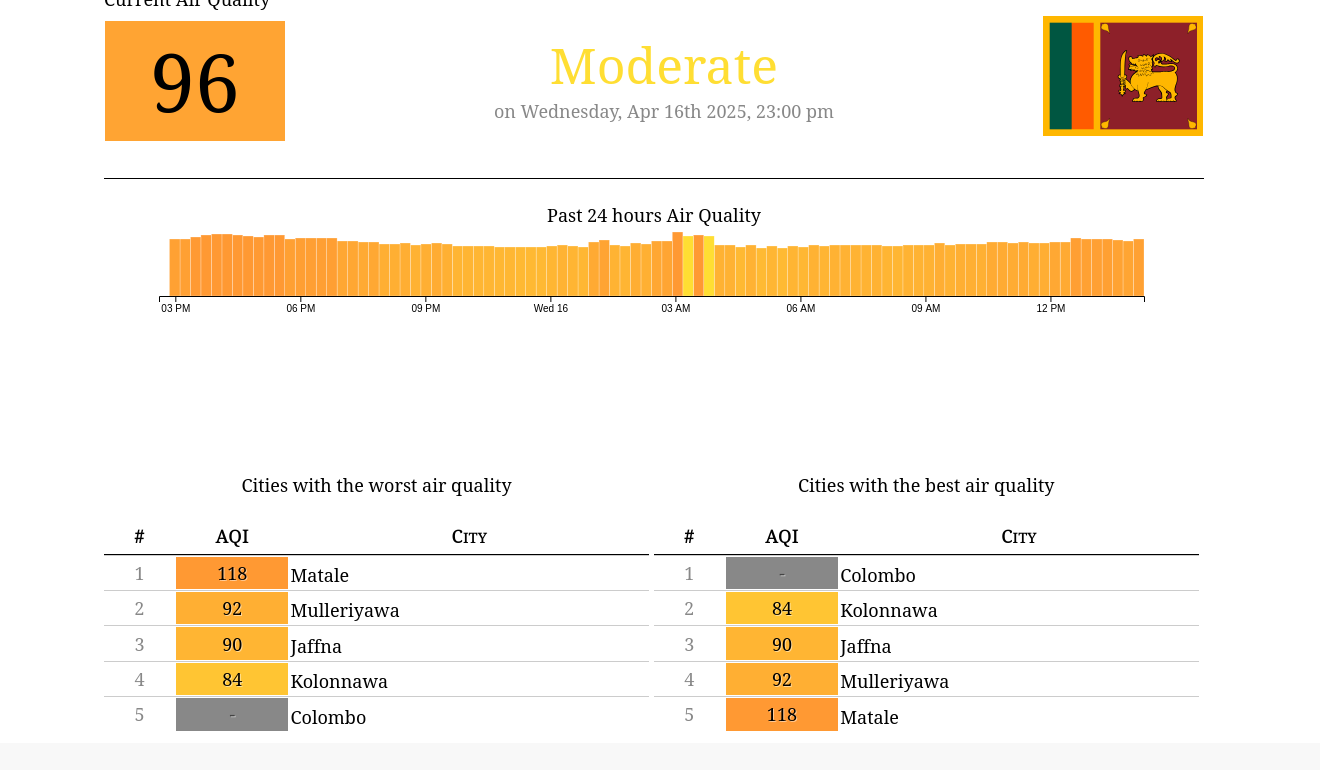 Current Air Quality
96
Moderate
on Wednesday, Apr 16th 2025, 23:00 pm
Past 24 hours Air Quality
03 PM 06 PM 09 PM Wed 16 03 AM 06 AM 09 AM 12 PM
Cities with the worst air quality
# AQI City
1 118 Matale
2 92 Mulleriyawa
3 90 Jaffna
4 84 Kolonnawa
5 - Colombo
Cities with the best air quality
# AQI City
1 - Colombo
2 84 Kolonnawa
3 90 Jaffna
4 92 Mulleriyawa
5 118 Matale